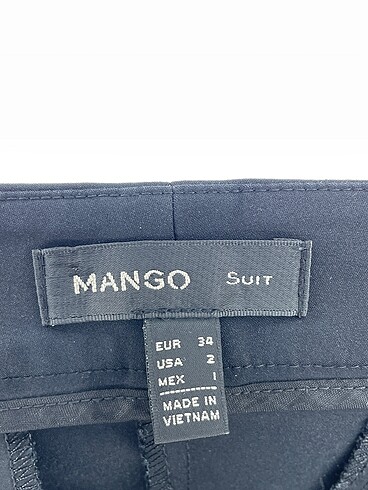 MANGO SUIT
EUR 34
USA 2
MEX 1
MADE IN
VIETNAM